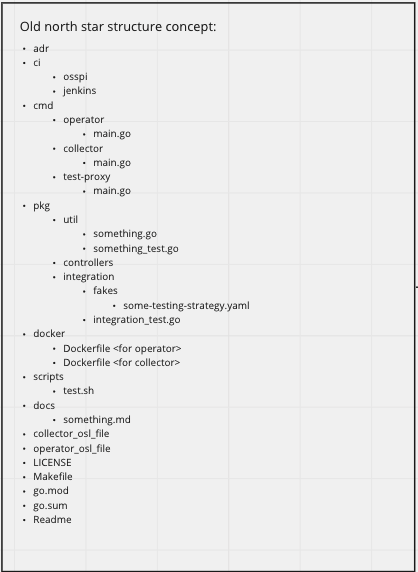 Old north star structure concept:
• adr
• ci
• osspi
• jenkins
• cmd
• operator
• main.go
• collector
• main.go
• test-proxy
• main.go
• pkg
• util
• something.go
• something_test.go
• controllers
• integration
• fakes
• some-testing-strategy.yaml
• integration_test.go
• docker
• Dockerfile <for operator>
• Dockerfile <for collector>
• scripts
• test.sh
• docs
• something.md
• collector_osl_file
• operator_osl_file
• LICENSE
• Makefile
• go.mod
• go.sum
• Readme